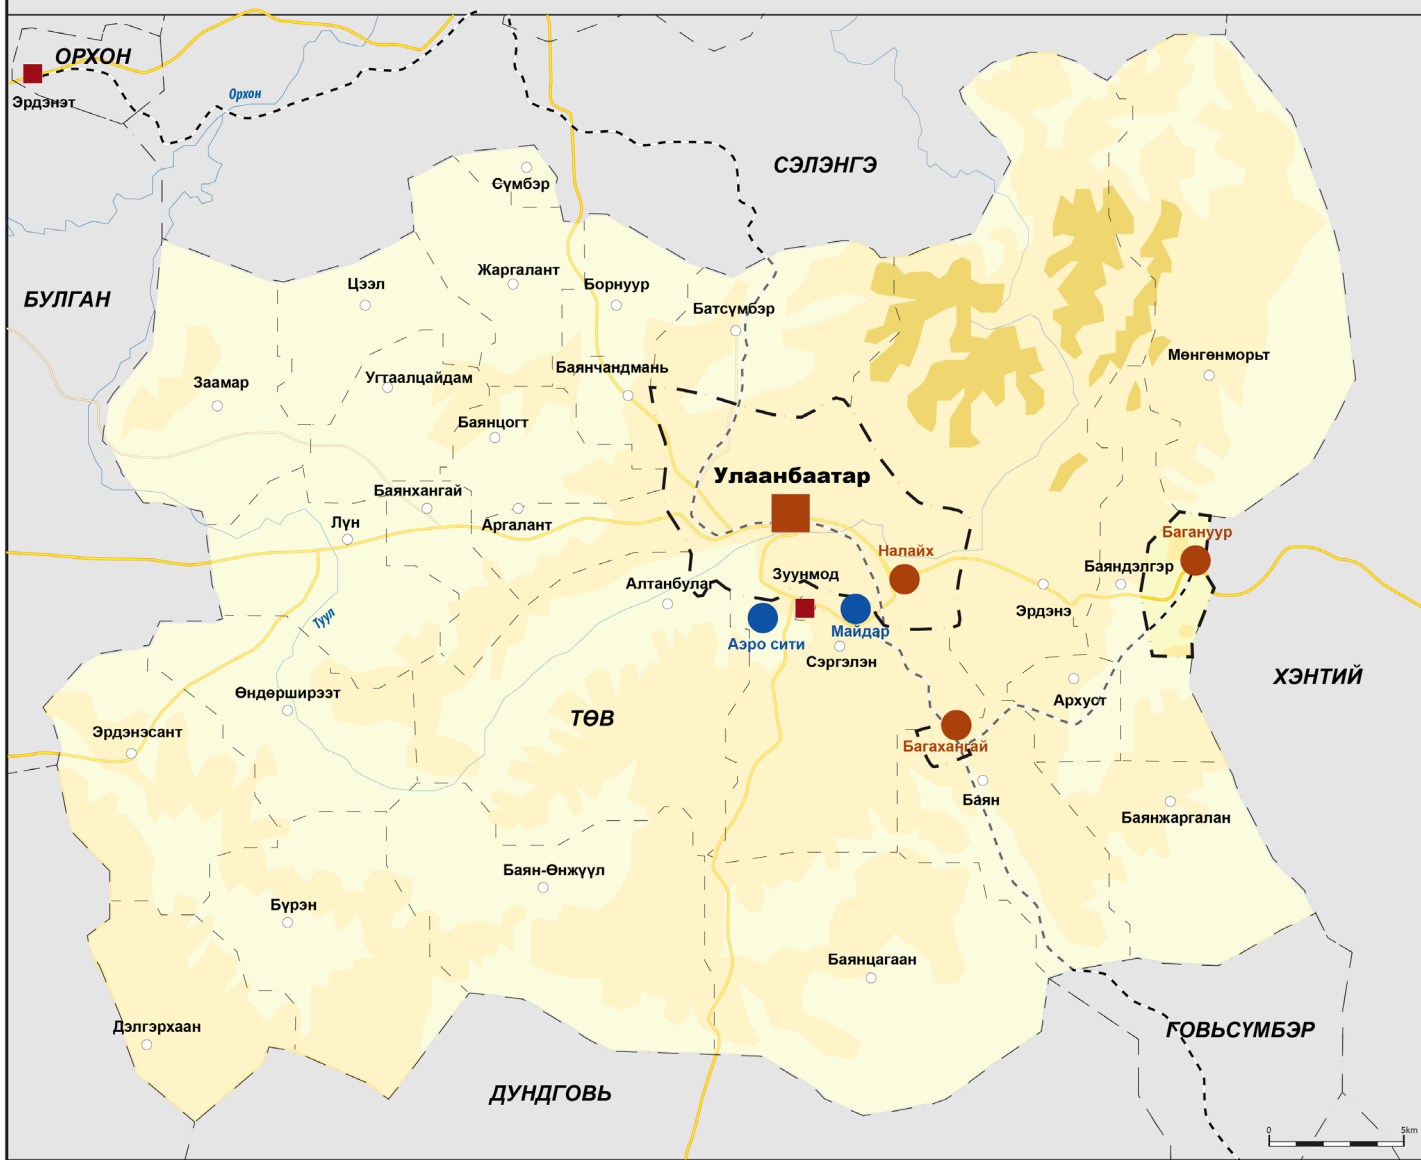 ОРХОН
Эрдэнэт
Орхон
СЭЛЭНГЭ
Сүмбэр
БУЛГАН
Цээл
Жаргалант
Борнуур
Батсүмбэр
Заамар
Угтаалцайдам
Баянчандмань
Мөнгөнморьт
Баянцогт
Баянхангай
Лүн
Аргалант
Улаанбаатар
Налайх
Багануур
Баяндэлгэр
Алтанбулаг
Зуунмод
Эрдэнэ
Туул
Аэро сити
Майдар
Сэргэлэн
ХЭНТИЙ
Өндөрширээт
Архуст
ТӨВ
Эрдэнэсант
Багахангай
Баян
Баянжаргалан
Баян-Өнжүүл
Бүрэн
Баянцагаан
Дэлгэрхаан
ГОВЬСҮМБЭР
ДУНДГОВЬ
0 5km